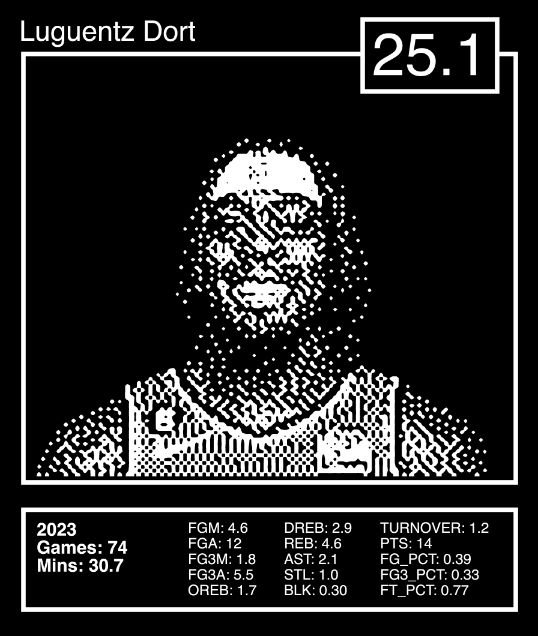 Luguentz Dort
25.1
2023
Games: 74
Mins: 30.7
FGM: 4.6
FGA: 12
FG3M: 1.8
FG3A: 5.5
OREB: 1.7
DREB: 2.9
REB: 4.6
AST: 2.1
STL: 1.0
BLK: 0.30
TURNOVER: 1.2
PTS: 14
FG_PCT: 0.39
FG3_PCT: 0.33
FT_PCT: 0.77